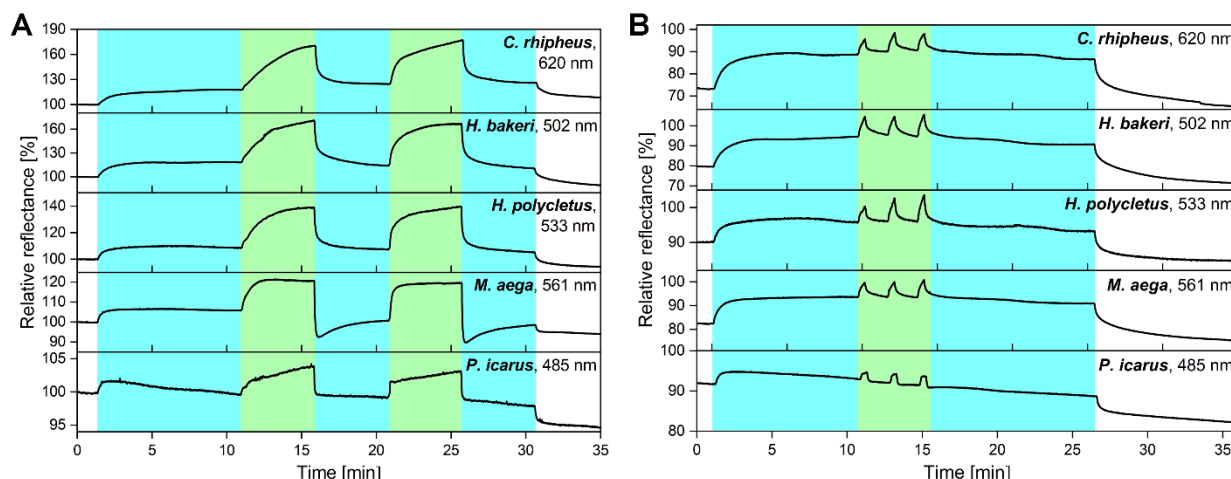 A
Relative reflectance [%]
190
160
130
100
C. rhipheus,
620 nm
160
130
100
H. bakeri, 502 nm
140
120
100
H. polycletus,
533 nm
120
110
100
90
M. aega, 561 nm
105
100
95
P. icarus, 485 nm
0 5 10 15 20 25 30 35
Time [min]
B
Relative reflectance [%]
100
90
80
70
C. rhipheus, 620 nm
100
90
80
70
H. bakeri, 502 nm
100
90
H. polycletus, 533 nm
100
90
80
M. aega, 561 nm
100
90
80
P. icarus, 485 nm
0 5 10 15 20 25 30 35
Time [min]